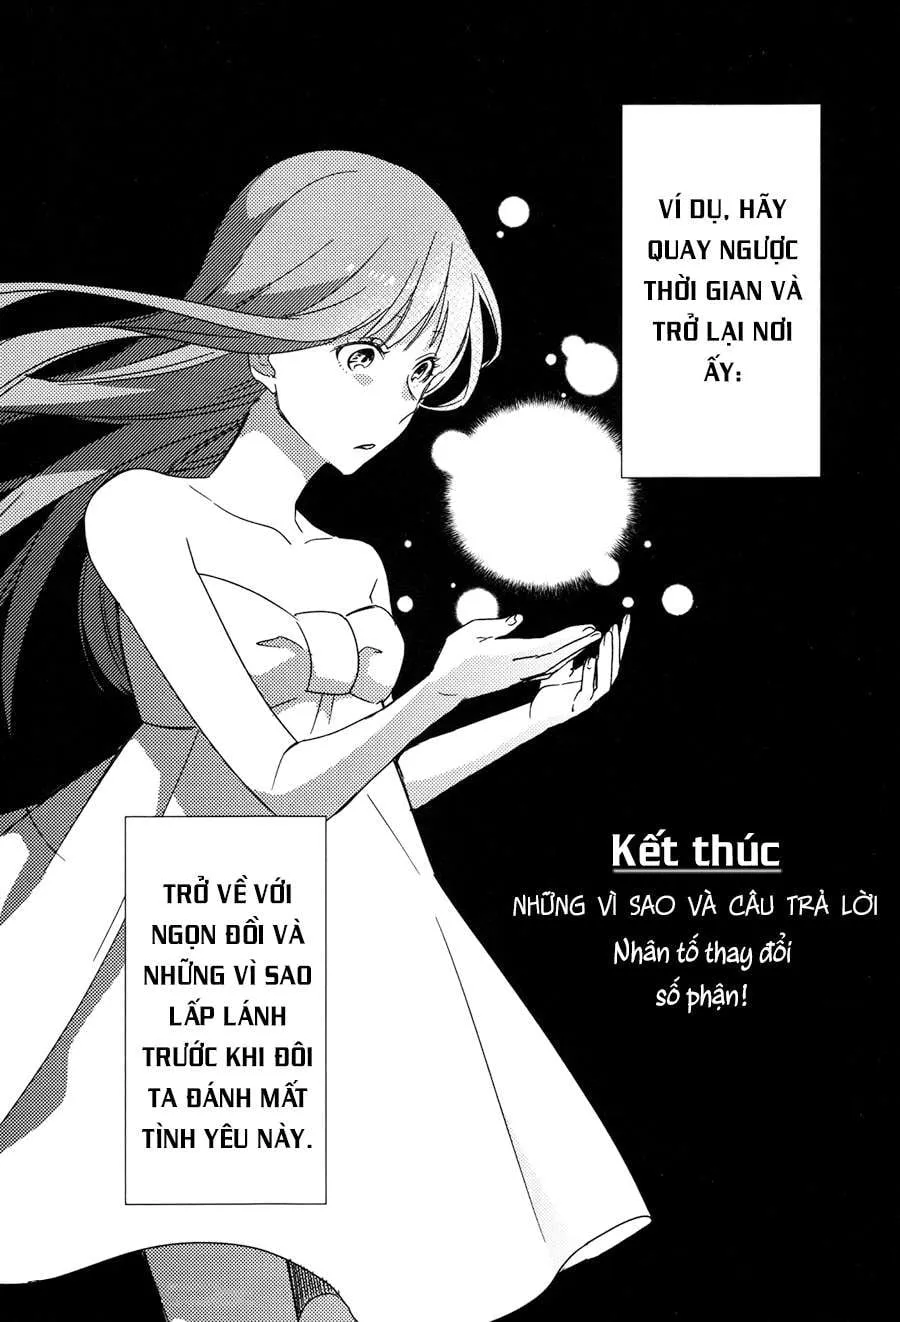 VÍ DỤ, HÃY
QUAY NGƯỢC
THỜI GIAN VÀ
TRỞ LẠI NƠI
ẤY:
Kết thúc
NHỮNG VÌ SAO VÀ CÂU TRẢ LỜI
Nhân tố thay đổi
số phận!
TRỞ VỀ VỚI
NGỌN ĐỒI VÀ
NHỮNG VÌ SAO
LẤP LÁNH
TRƯỚC KHI ĐÔI
TA ĐÁNH MẤT
TÌNH YÊU NÀY.